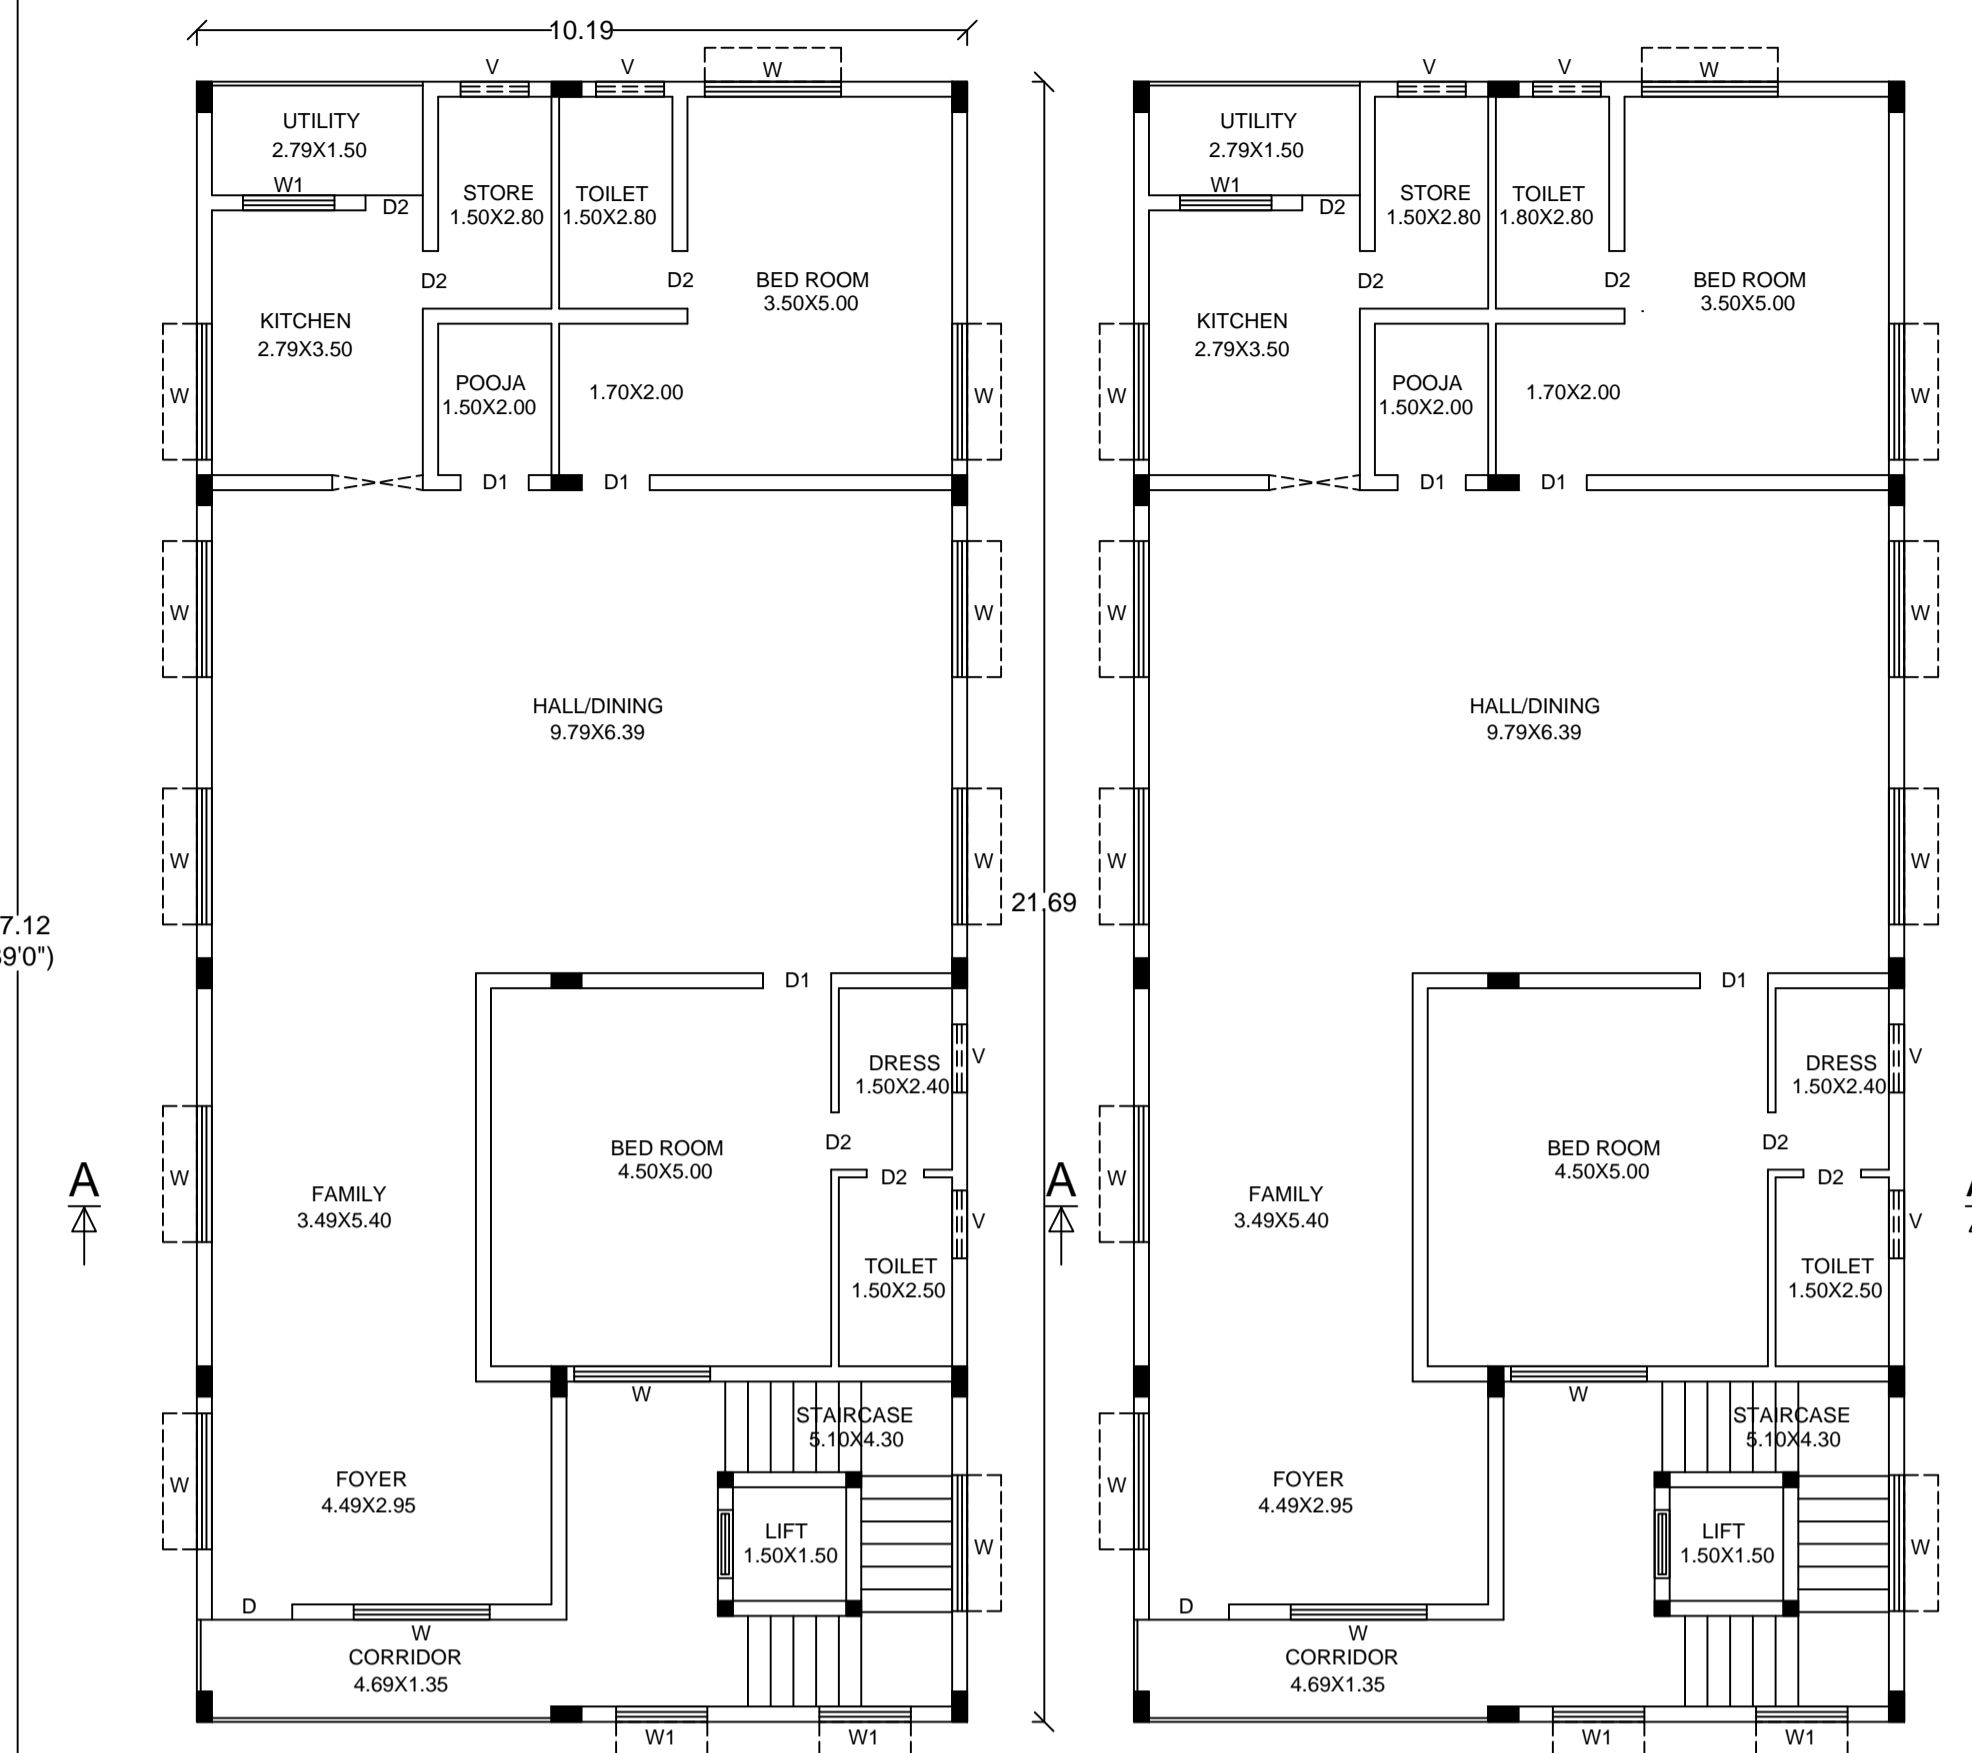 10.19
V
V
W
UTILITY
2.79X1.50
W1
D2
STORE
1.50X2.80
TOILET
1.50X2.80
D2
D2
BED ROOM
3.50X5.00
KITCHEN
2.79X3.50
W
POOJA
1.50X2.00
1.70X2.00
W
D1
D1
W
W
HALL/DINING
9.79X6.39
W
W
21.69
7.12
39'0")
D1
DRESS
1.50X2.40
V
D2
BED ROOM
4.50X5.00
D2
A
W
FAMILY
3.49X5.40
V
TOILET
1.50X2.50
W
STAIRCASE
5.10X4.30
W
FOYER
4.49X2.95
LIFT
1.50X1.50
W
D
W
CORRIDOR
4.69X1.35
W1
W1
V
V
W
UTILITY
2.79X1.50
W1
D2
STORE
1.50X2.80
TOILET
1.80X2.80
D2
D2
BED ROOM
3.50X5.00
KITCHEN
2.79X3.50
W
POOJA
1.50X2.00
1.70X2.00
W
D1
D1
W
W
HALL/DINING
9.79X6.39
W
W
D1
DRESS
1.50X2.40
V
D2
BED ROOM
4.50X5.00
D2
A
W
FAMILY
3.49X5.40
V
TOILET
1.50X2.50
W
STAIRCASE
5.10X4.30
W
FOYER
4.49X2.95
LIFT
1.50X1.50
W
D
W
CORRIDOR
4.69X1.35
W1
W1